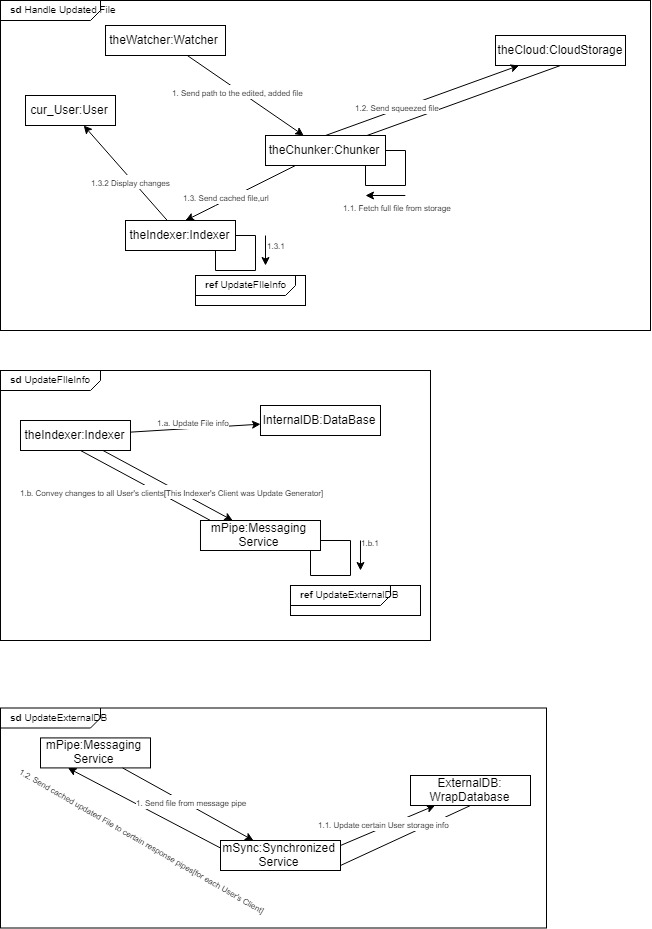 sd Handle Updated File
theWatcher:Watcher
theCloud:CloudStorage
1. Send path to the edited, added file
cur_User:User
1.2. Send squeezed file
theChunker:Chunker
1.3.2 Display changes
1.3. Send cached file,url
1.1. Fetch full file from storage
theIndexer:Indexer
1.3.1
ref UpdateFIleInfo
sd UpdateFIleInfo
InternalDB:DataBase
1.a. Update File info
theIndexer:Indexer
1.b. Convey changes to all User's clients[This Indexer's Client was Update Generator]
mPipe:Messaging
Service
1.b.1
ref UpdateExternalDB
sd UpdateExternalDB
mPipe:Messaging
Service
ExternalDB:
WrapDatabase
1. Send file from message pipe
1.1. Update certain User storage info
1.2. Send cached updated File to certain response pipes[for each User's Client]
mSync:Synchronized
Service